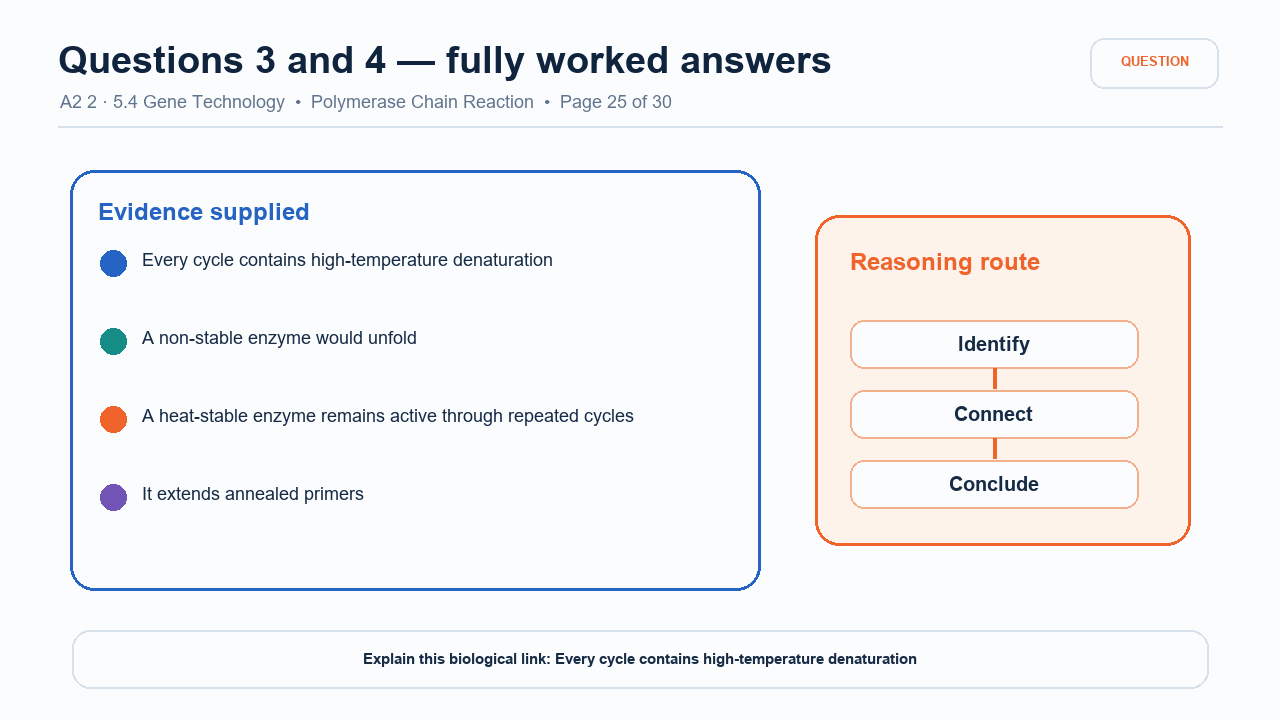 Questions 3 and 4 — fully worked answers
QUESTION
A2 2 · 5.4 Gene Technology • Polymerase Chain Reaction • Page 25 of 30
Evidence supplied
Every cycle contains high-temperature denaturation
A non-stable enzyme would unfold
A heat-stable enzyme remains active through repeated cycles
It extends annealed primers
Reasoning route
Identify
Connect
Conclude
Explain this biological link: Every cycle contains high-temperature denaturation